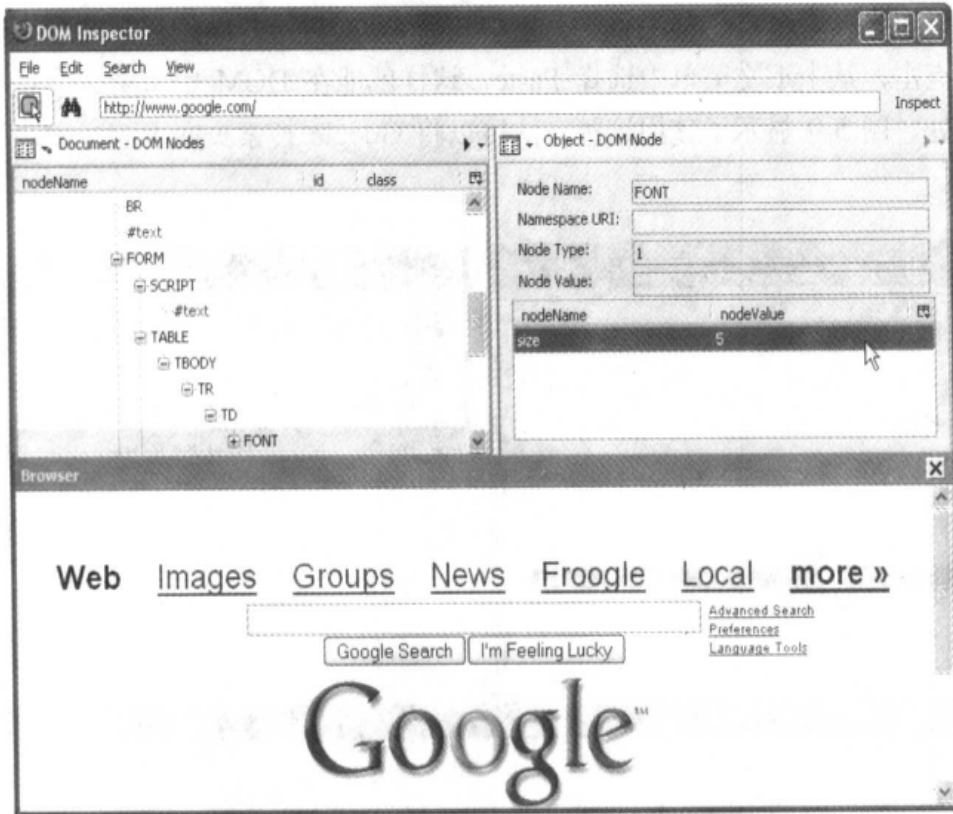 DOM Inspector
File Edit Search View
http://www.google.com/ Inspect
Document - DOM Nodes
nodeName id class
BR
#text
FORM
SCRIPT
#text
TABLE
TBODY
TR
TD
FONT
Object - DOM Node
Node Name: FONT
Namespace URI:
Node Type: 1
Node Value:
nodeName nodeValue
size 5
Browser
Web Images Groups News Froogle Local more »
Advanced Search
Preferences
Language Tools
Google Search I'm Feeling Lucky
Google™